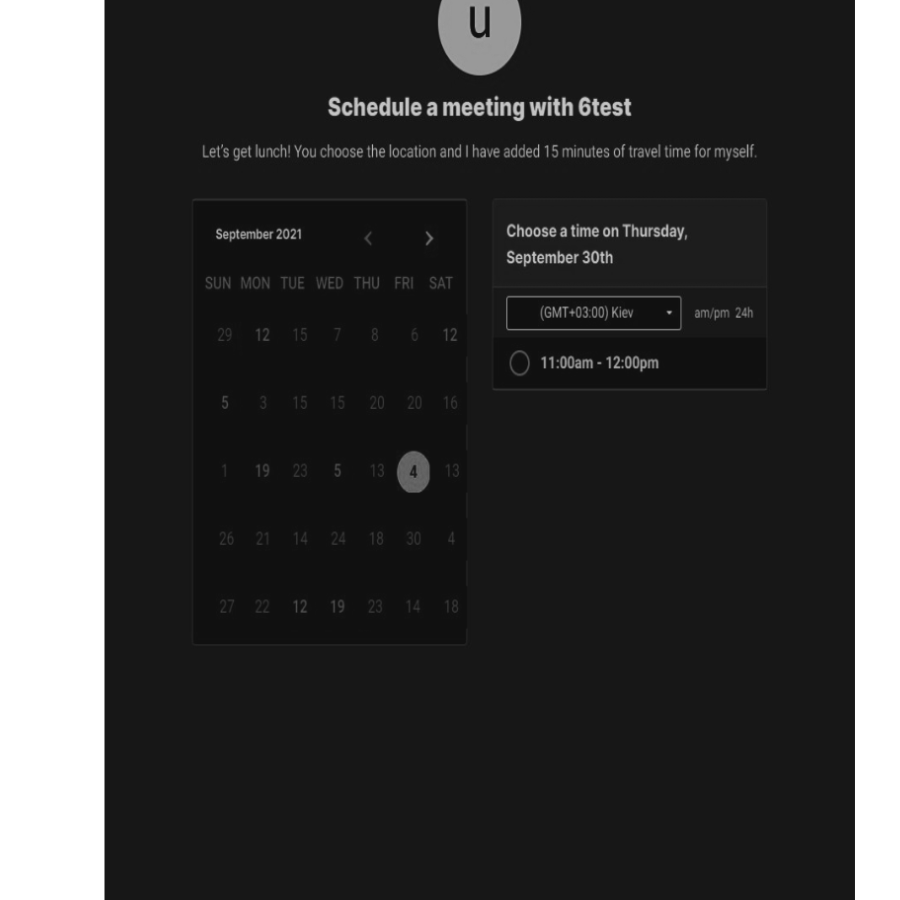 u
Schedule a meeting with 6test
Let's get lunch! You choose the location and I have added 15 minutes of travel time for myself.
September 2021
SUN MON TUE WED THU FRI SAT
29 12 15 7 8 6 12
5 3 15 15 20 20 16
1 19 23 5 13 4 13
26 21 14 24 18 30 4
27 22 12 19 23 14 18
Choose a time on Thursday,
September 30th
(GMT+03:00) Kiev am/pm 24h
11:00am - 12:00pm